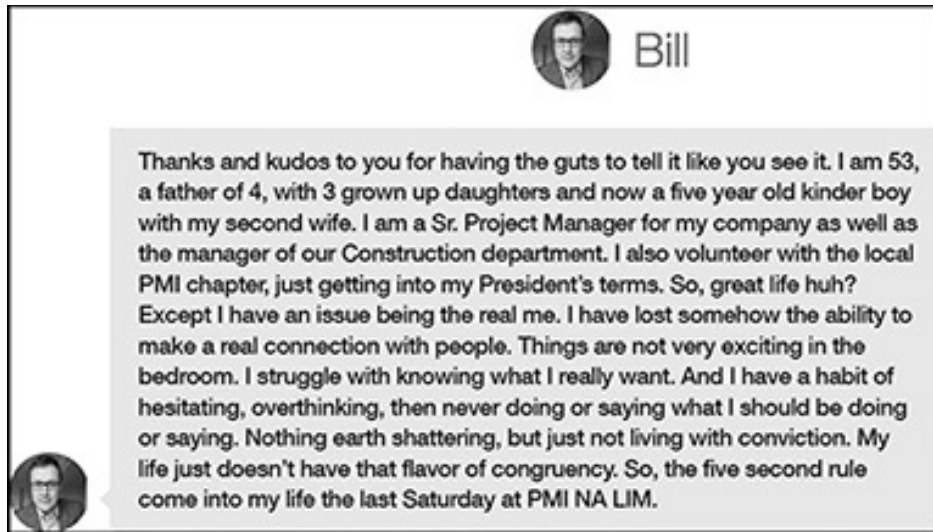 Bill
Thanks and kudos to you for having the guts to tell it like you see it. I am 53,
a father of 4, with 3 grown up daughters and now a five year old kinder boy
with my second wife. I am a Sr. Project Manager for my company as well as
the manager of our Construction department. I also volunteer with the local
PMI chapter, just getting into my President's terms. So, great life huh?
Except I have an issue being the real me. I have lost somehow the ability to
make a real connection with people. Things are not very exciting in the
bedroom. I struggle with knowing what I really want. And I have a habit of
hesitating, overthinking, then never doing or saying what I should be doing
or saying. Nothing earth shattering, but just not living with conviction. My
life just doesn't have that flavor of congruency. So, the five second rule
come into my life the last Saturday at PMI NA LIM.